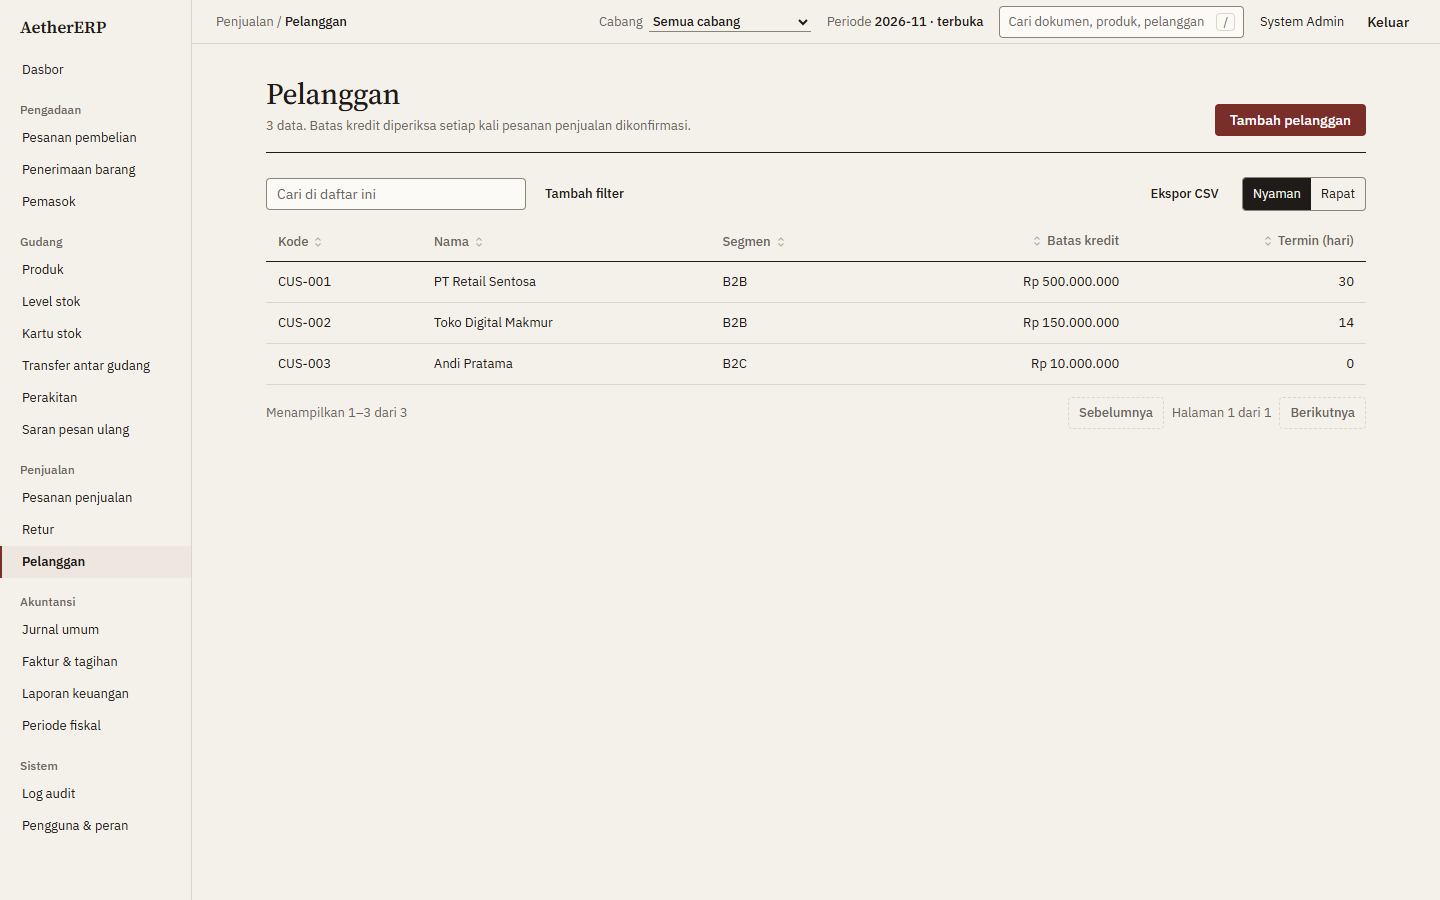 AetherERP
Dasbor
Pengadaan
Pesanan pembelian
Penerimaan barang
Pemasok
Gudang
Produk
Level stok
Kartu stok
Transfer antar gudang
Perakitan
Saran pesan ulang
Penjualan
Pesanan penjualan
Retur
Pelanggan
Akuntansi
Jurnal umum
Faktur & tagihan
Laporan keuangan
Periode fiskal
Sistem
Log audit
Pengguna & peran
Penjualan / Pelanggan Cabang Semua cabang Periode 2026-11 · terbuka Cari dokumen, produk, pelanggan / System Admin Keluar
Pelanggan
3 data. Batas kredit diperiksa setiap kali pesanan penjualan dikonfirmasi.
Tambah pelanggan
Cari di daftar ini Tambah filter Ekspor CSV Nyaman Rapat
Kode Nama Segmen Batas kredit Termin (hari)
CUS-001 PT Retail Sentosa B2B Rp 500.000.000 30
CUS-002 Toko Digital Makmur B2B Rp 150.000.000 14
CUS-003 Andi Pratama B2C Rp 10.000.000 0
Menampilkan 1–3 dari 3 Sebelumnya Halaman 1 dari 1 Berikutnya